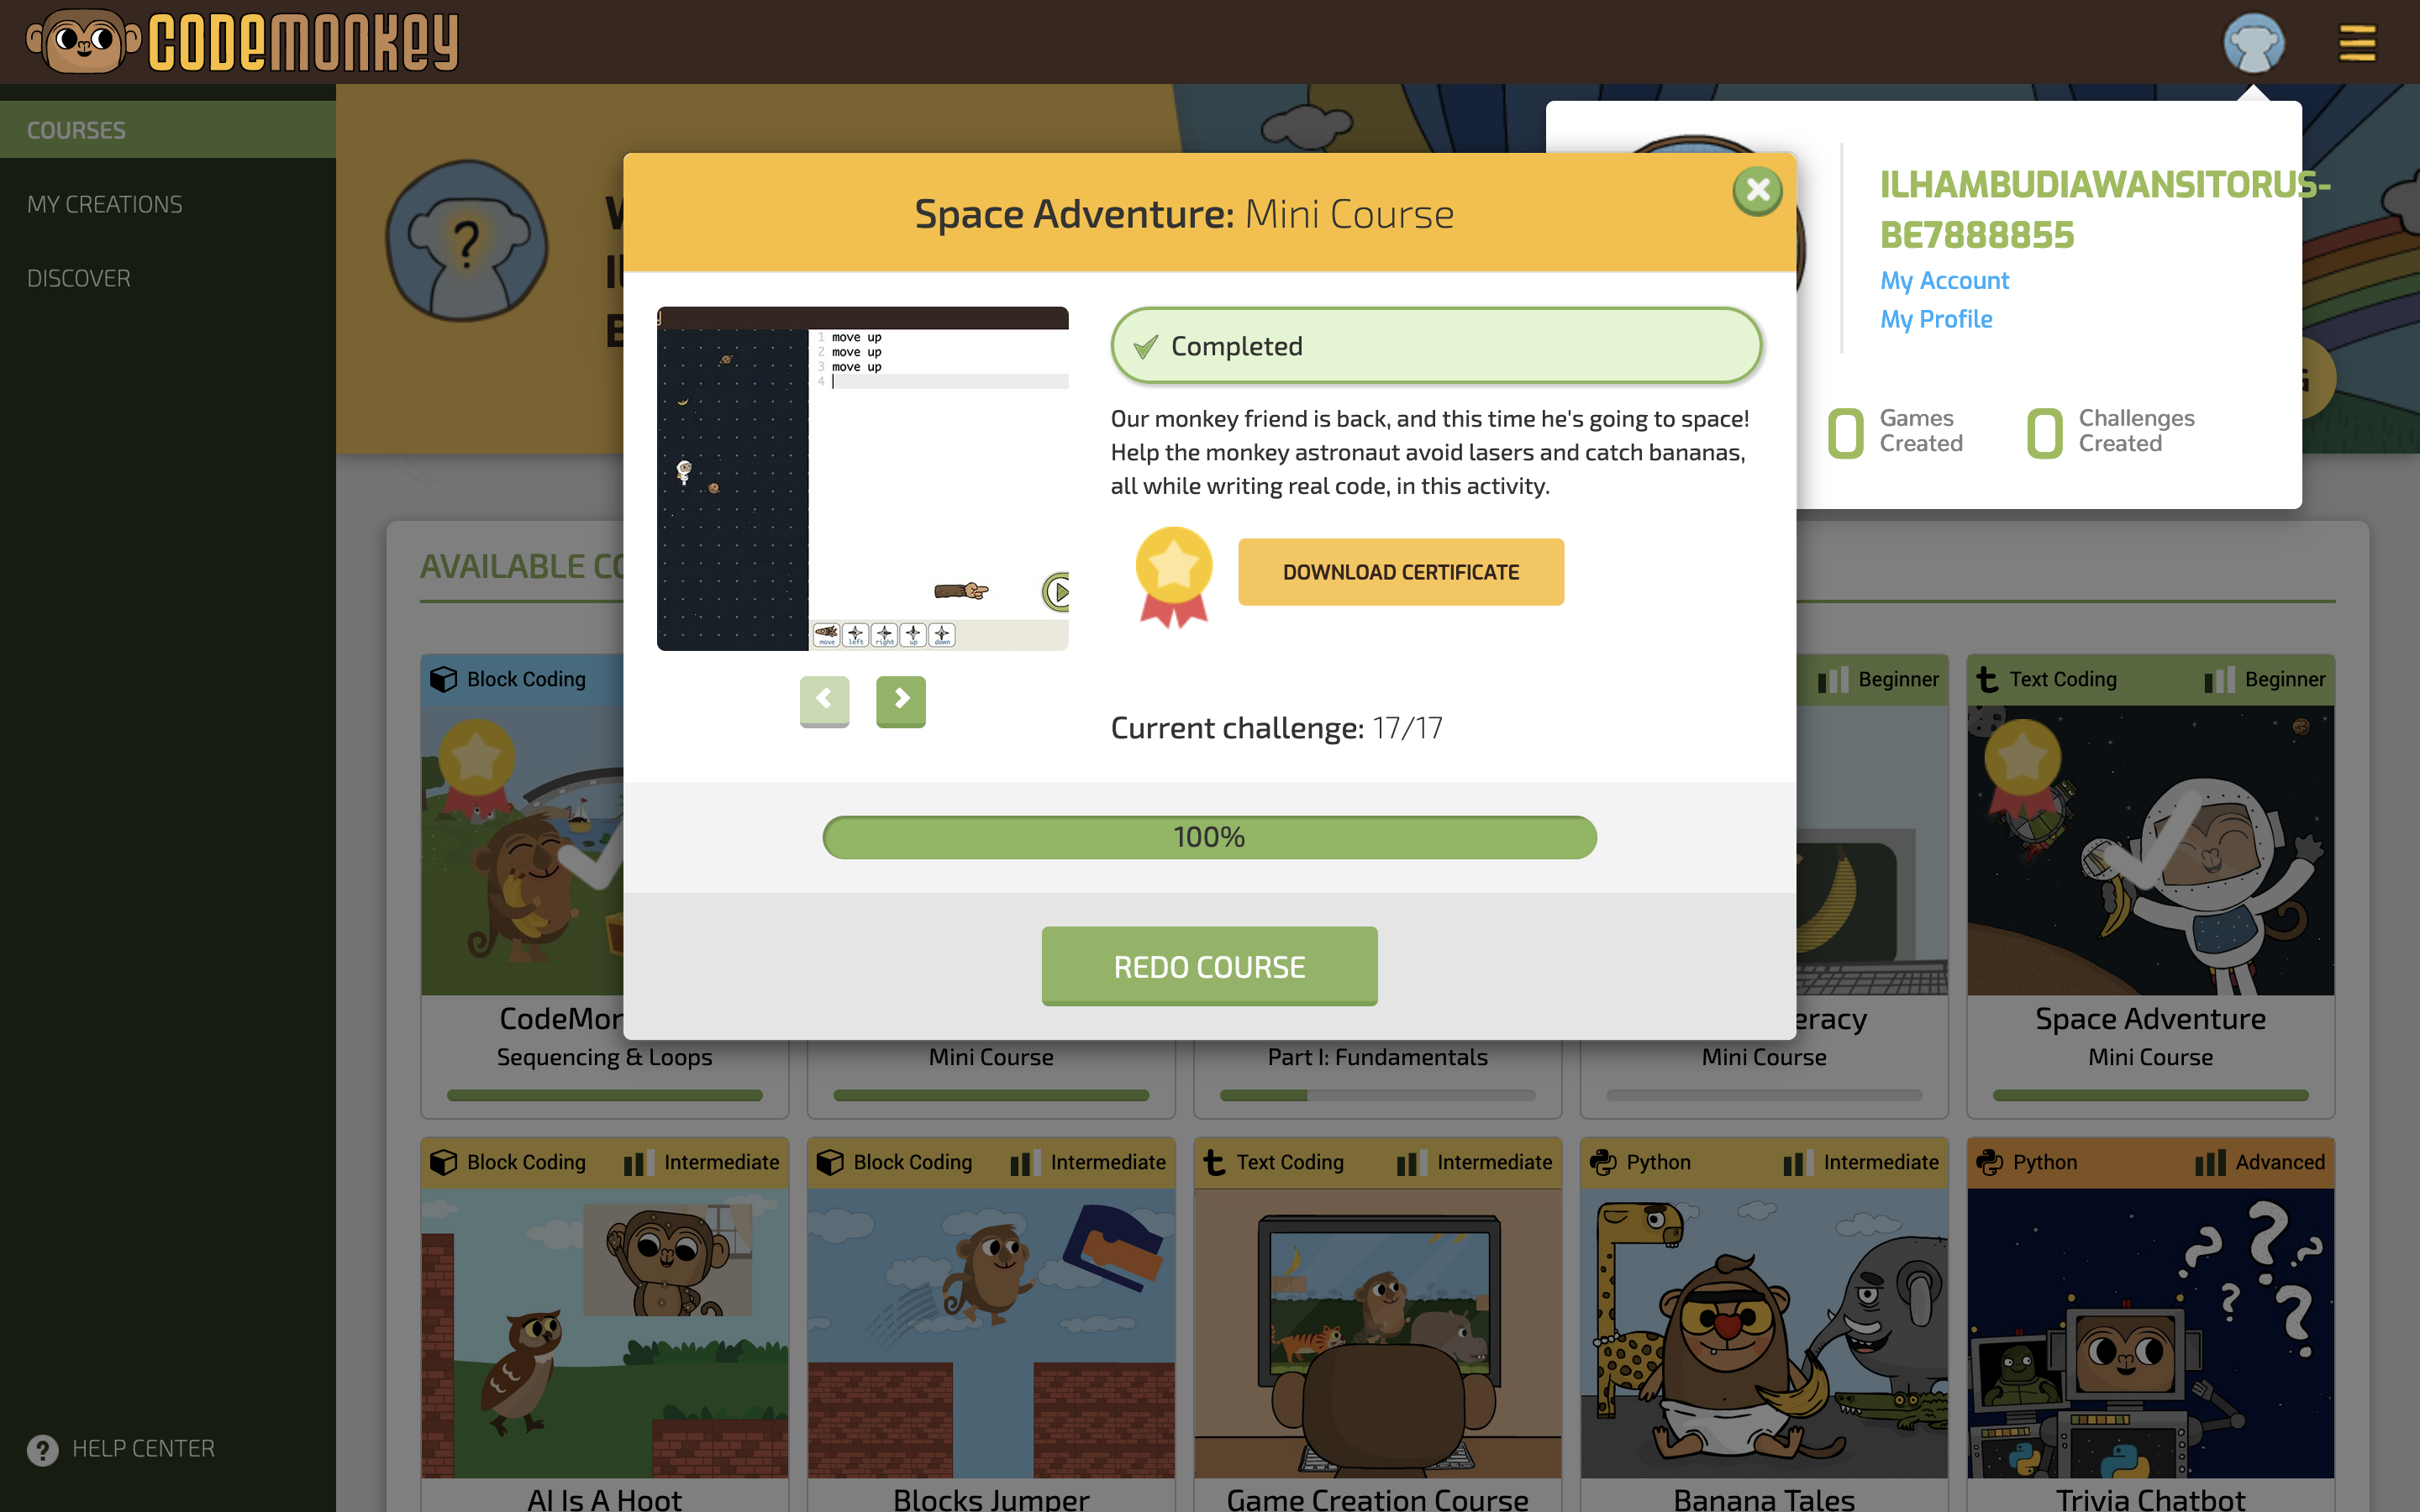 CODEMONKEY
COURSES
MY CREATIONS
DISCOVER
HELP CENTER
ILHAMBUDIAWANSITORUS-
BE7888855
My Account
My Profile
0 Games Created
0 Challenges Created
Space Adventure: Mini Course
1 move up
2 move up
3 move up
4
move left right up down
Completed
Our monkey friend is back, and this time he's going to space!
Help the monkey astronaut avoid lasers and catch bananas,
all while writing real code, in this activity.
DOWNLOAD CERTIFICATE
Current challenge: 17/17
100%
REDO COURSE
AVAILABLE CO
Block Coding
Beginner
Text Coding Beginner
CodeMon
eracy
Space Adventure
Sequencing & Loops
Mini Course
Part I: Fundamentals
Mini Course
Mini Course
Block Coding Intermediate
Block Coding Intermediate
Text Coding Intermediate
Python Intermediate
Python Advanced
AI Is A Hoot
Blocks Jumper
Game Creation Course
Banana Tales
Trivia Chatbot